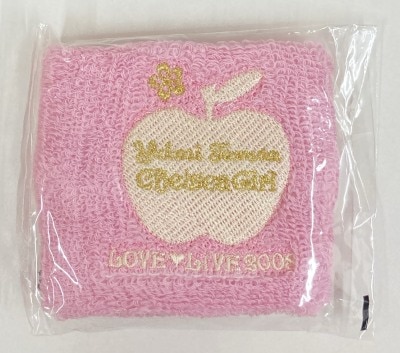 Yukari Tamura
Chelsea Girl
LOVE♥LIVE 2008